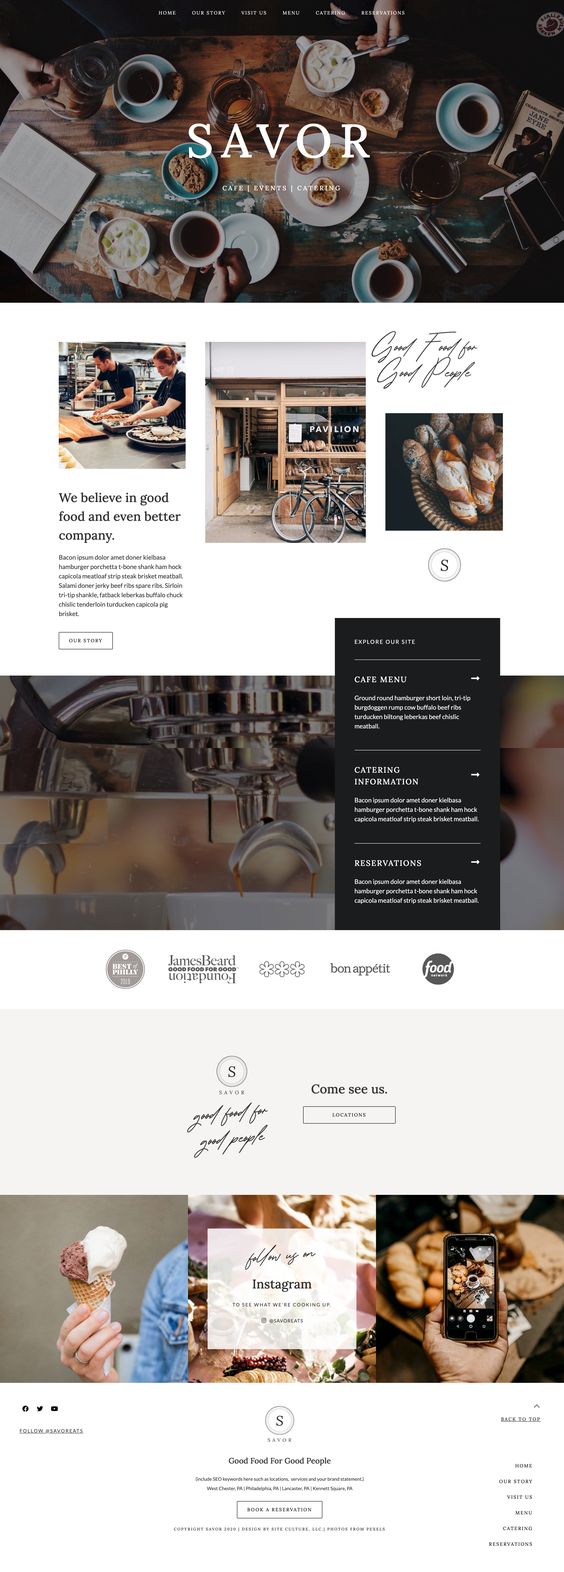 HOME OUR STORY VISIT US MENU CATERING RESERVATIONS
SAVOR
CAFE | EVENTS | CATERING
CHARLOTTE BRONTË
JANE
EYRE
Good Food for
Good People
PAVILION
We believe in good
food and even better
company.
Bacon ipsum dolor amet doner kielbasa
hamburger porchetta t-bone shank ham hock
capicola meatloaf strip steak brisket meatball.
Salami doner jerky beef ribs spare ribs. Sirloin
tri-tip shankle, fatback leberkas buffalo chuck
chislic tenderloin turducken capicola pig
brisket.
OUR STORY
S
EXPLORE OUR SITE
CAFE MENU
Ground round hamburger short loin, tri-tip
burgdoggen rump cow buffalo beef ribs
turducken biltong leberkas beef chislic
meatball.
CATERING
INFORMATION
Bacon ipsum dolor amet doner kielbasa
hamburger porchetta t-bone shank ham hock
capicola meatloaf strip steak brisket meatball.
RESERVATIONS
Bacon ipsum dolor amet doner kielbasa
hamburger porchetta t-bone shank ham hock
capicola meatloaf strip steak brisket meatball.
BEST of
PHILLY
2019
JamesBeard
GOOD FOOD FOR GOOD
Foundation
bon appétit
food
network
S
SAVOR
good food for
good people
Come see us.
LOCATIONS
follow us on
Instagram
TO SEE WHAT WE'RE COOKING UP.
@SAVOREATS
FOLLOW @SAVOREATS
S
SAVOR
BACK TO TOP
Good Food For Good People
(include SEO keywords here such as locations, services and your brand statement.)
West Chester, PA | Philadelphia, PA | Lancaster, PA | Kennett Square, PA
BOOK A RESERVATION
COPYRIGHT SAVOR 2020 | DESIGN BY SITE CULTURE, LLC.| PHOTOS FROM PEXELS
HOME
OUR STORY
VISIT US
MENU
CATERING
RESERVATIONS